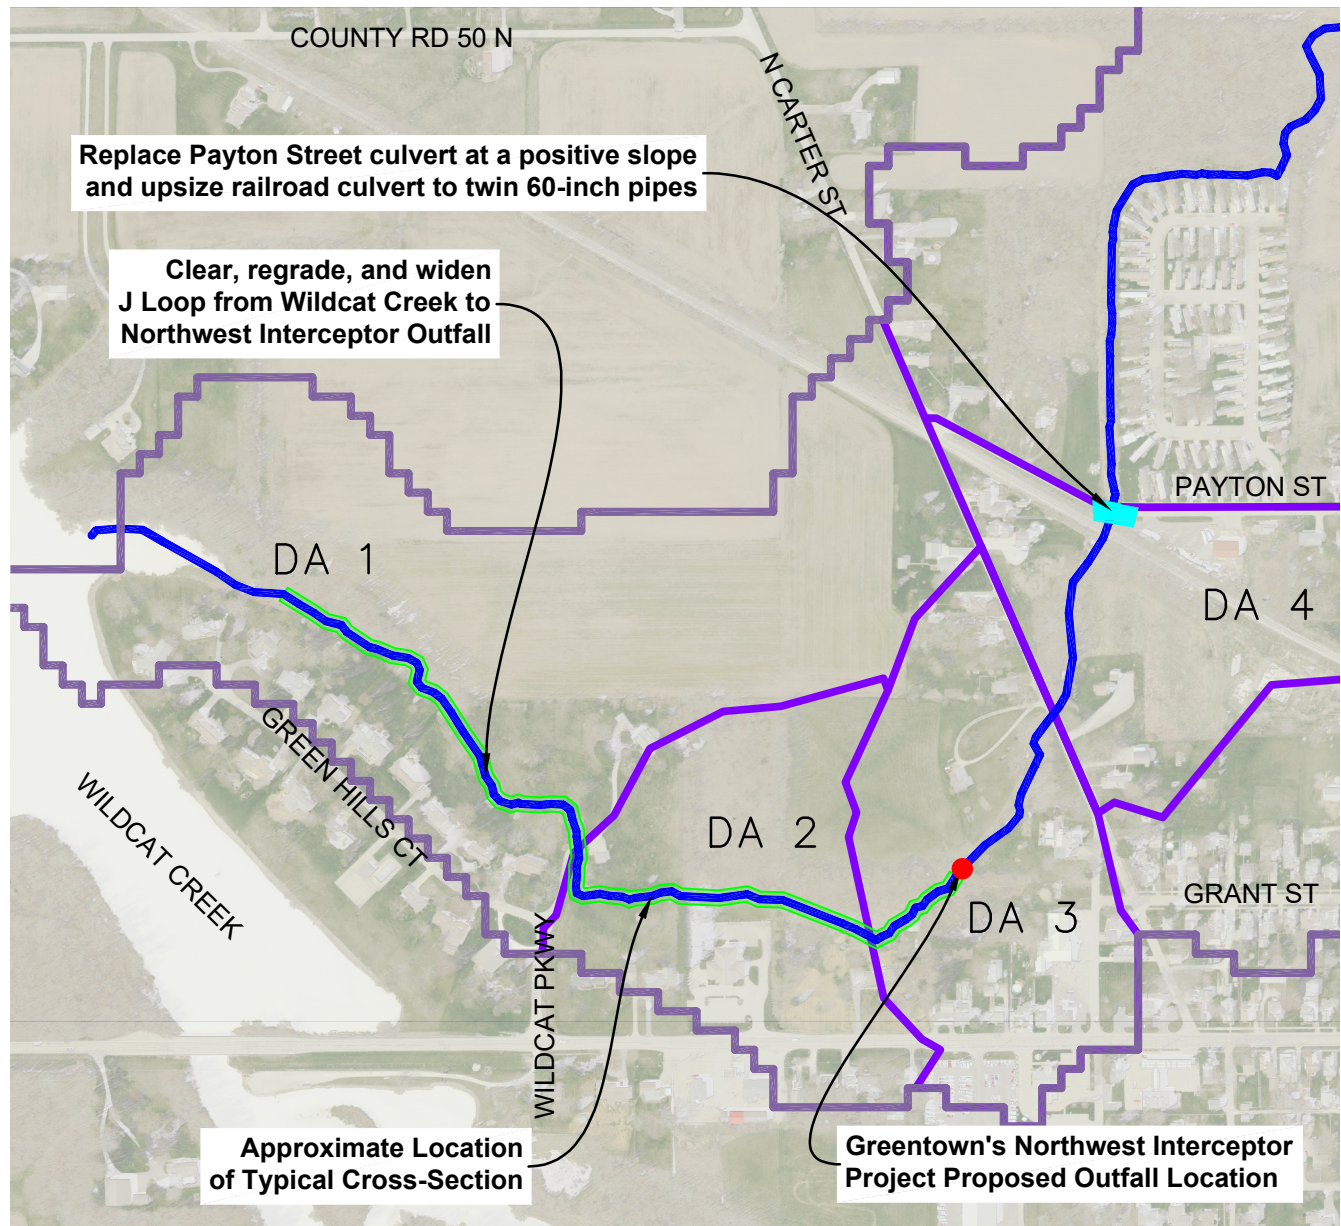 COUNTY RD 50 N
N CARTER ST
Replace Payton Street culvert at a positive slope
and upsize railroad culvert to twin 60-inch pipes
Clear, regrade, and widen
J Loop from Wildcat Creek to
Northwest Interceptor Outfall
PAYTON ST
DA 1
DA 4
GREEN HILLS CT
WILDCAT CREEK
DA 2
GRANT ST
DA 3
WILDCAT PKWY
Approximate Location
of Typical Cross-Section
Greentown's Northwest Interceptor
Project Proposed Outfall Location